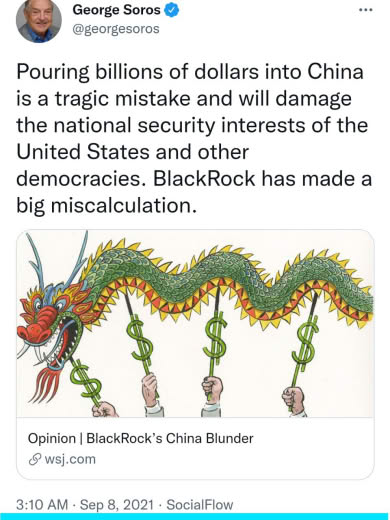 George Soros
@georgesoros
Pouring billions of dollars into China
is a tragic mistake and will damage
the national security interests of the
United States and other
democracies. BlackRock has made a
big miscalculation.
$ $ $ $
Opinion | BlackRock's China Blunder
wsj.com
3:10 AM · Sep 8, 2021 · SocialFlow